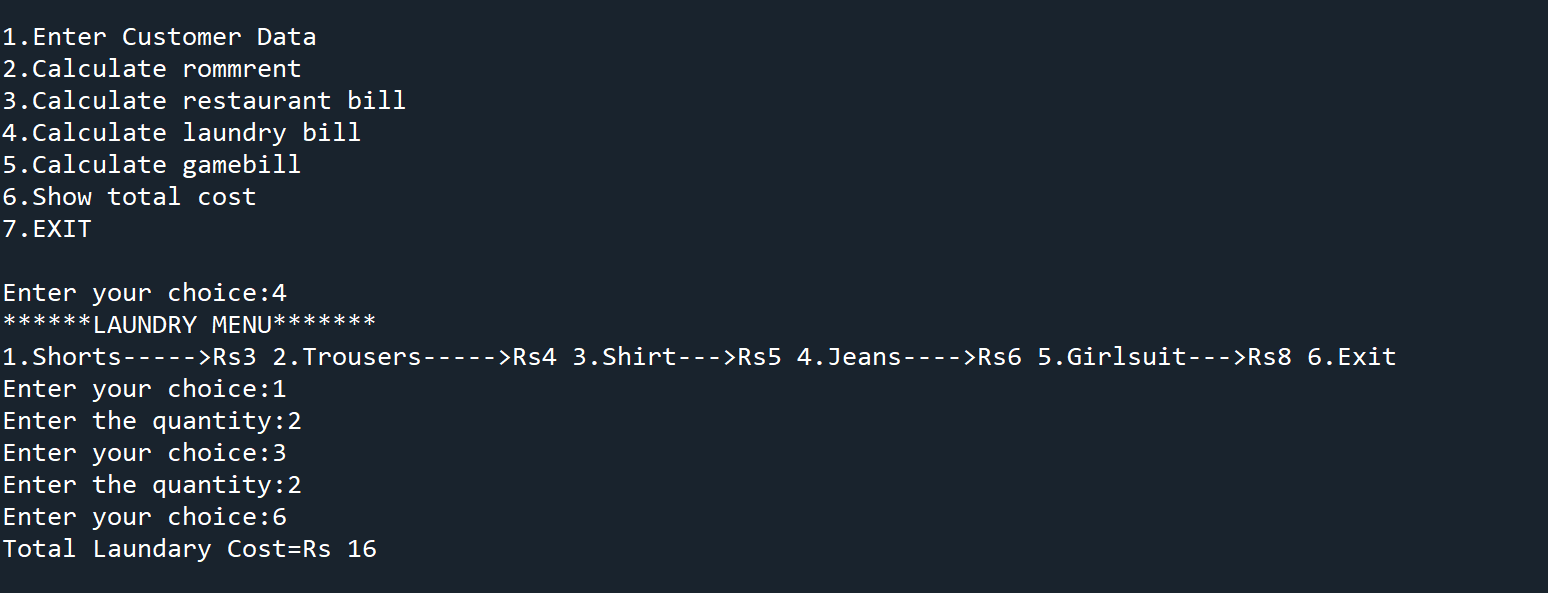 1.Enter Customer Data
2.Calculate rommrent
3.Calculate restaurant bill
4.Calculate laundry bill
5.Calculate gamebill
6.Show total cost
7.EXIT
Enter your choice:4
******LAUNDRY MENU*******
1.Shorts----->Rs3 2.Trousers----->Rs4 3.Shirt--->Rs5 4.Jeans---->Rs6 5.Girlsuit--->Rs8 6.Exit
Enter your choice:1
Enter the quantity:2
Enter your choice:3
Enter the quantity:2
Enter your choice:6
Total Laundary Cost=Rs 16